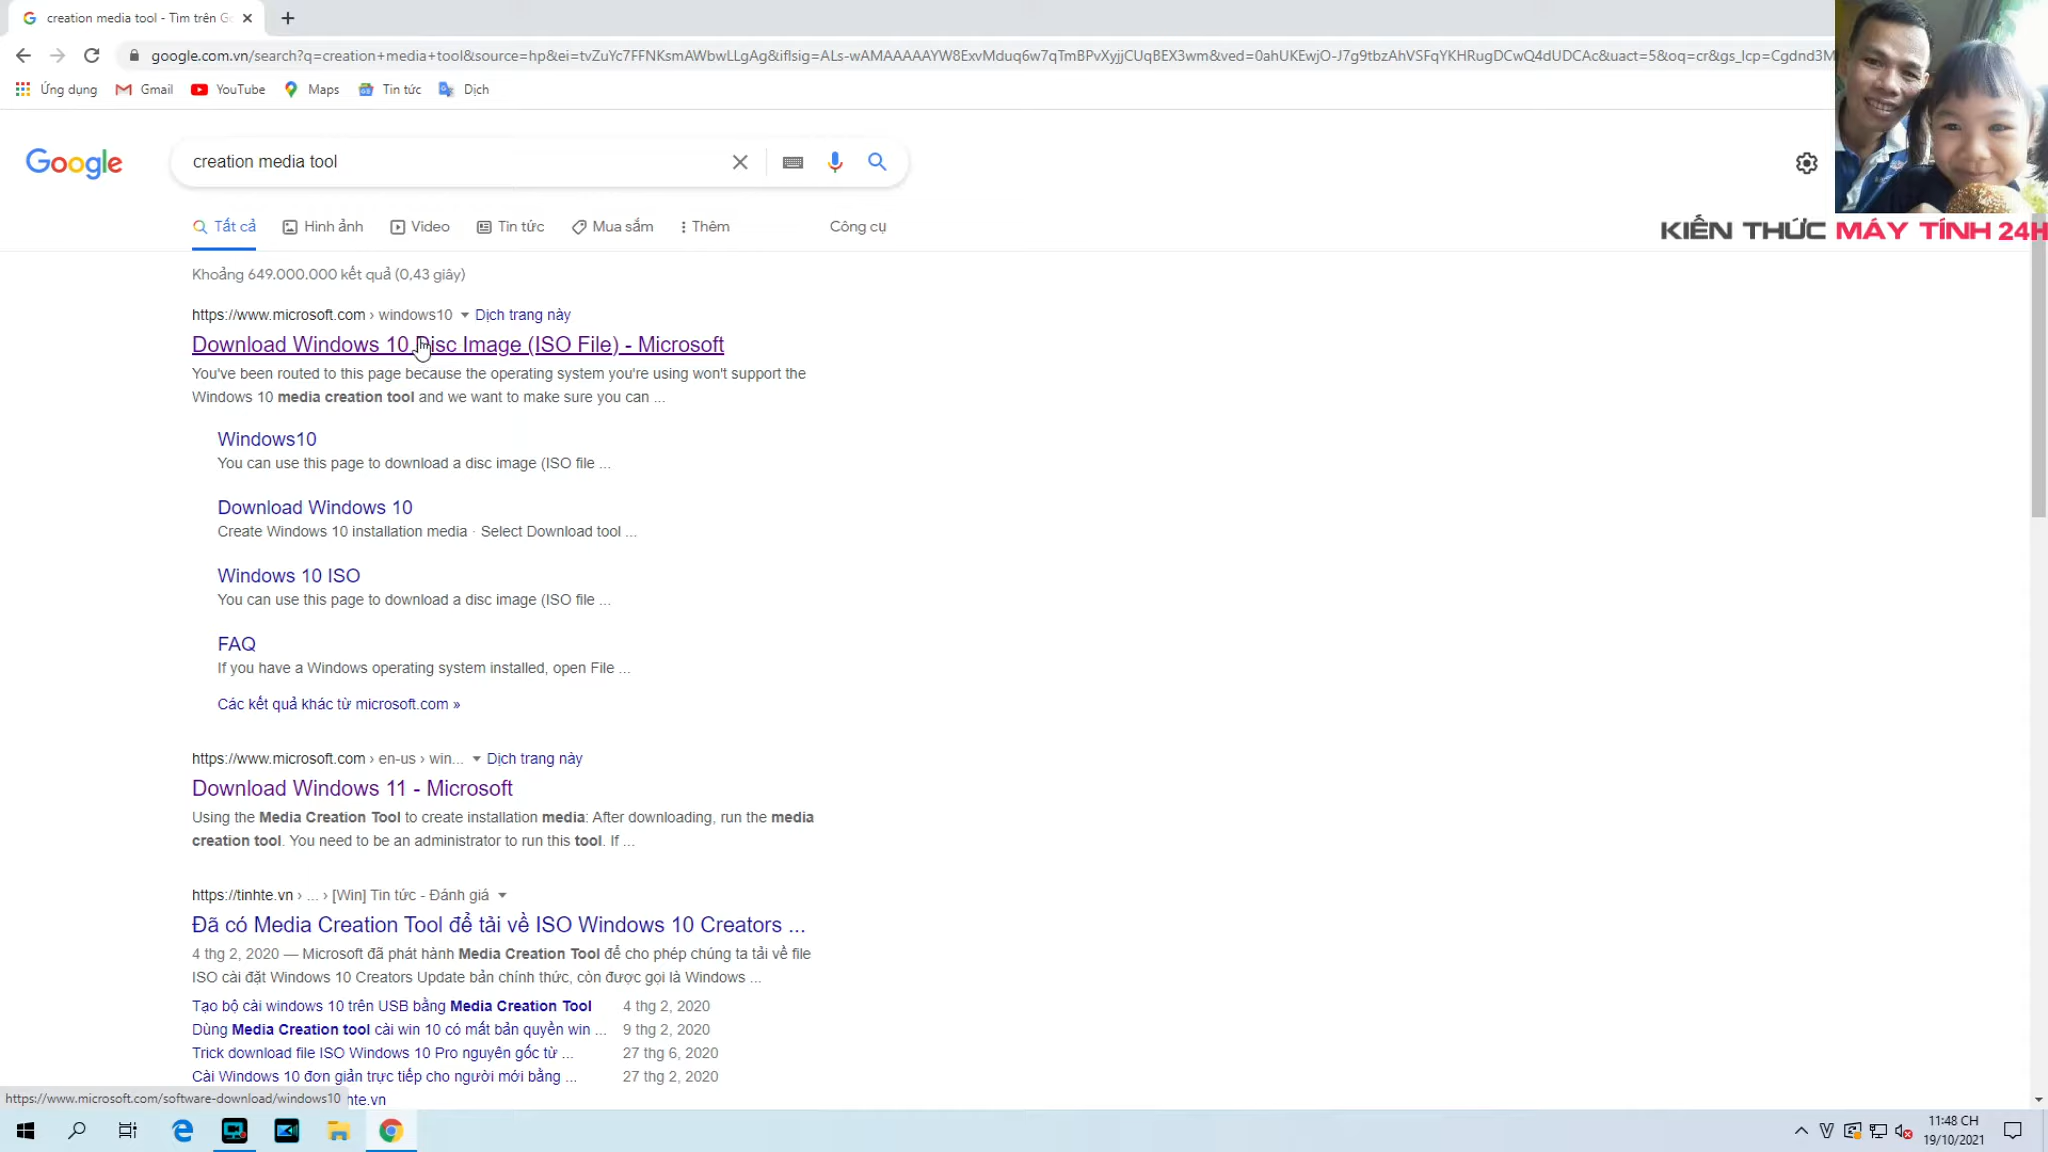 creation media tool - Tìm trên G
google.com.vn/search?q=creation+media+tool&source=hp&ei=tvZuYc7FFNKsmAWbwLLgAg&iflsig=ALs-wAMAAAAAYW8ExvMduq6w7qTmBPvXyjjCUqBEX3wm&ved=0ahUKEwjO-J7g9tbzAhVSFqYKHRugDCwQ4dUDCAc&uact=5&oq=cr&gs_lcp=Cgdnd3M
Ứng dụng Gmail YouTube Maps Tin tức Dịch
Google creation media tool
Tất cả Hình ảnh Video Tin tức Mua sắm Thêm Công cụ
KIẾN THỨC MÁY TÍNH 24H
Khoảng 649.000.000 kết quả (0,43 giây)
https://www.microsoft.com › windows10 Dịch trang này
Download Windows 10 Disc Image (ISO File) - Microsoft
You've been routed to this page because the operating system you're using won't support the
Windows 10 media creation tool and we want to make sure you can ...
Windows10
You can use this page to download a disc image (ISO file ...
Download Windows 10
Create Windows 10 installation media · Select Download tool ...
Windows 10 ISO
You can use this page to download a disc image (ISO file ...
FAQ
If you have a Windows operating system installed, open File ...
Các kết quả khác từ microsoft.com »
https://www.microsoft.com › en-us › win... Dịch trang này
Download Windows 11 - Microsoft
Using the Media Creation Tool to create installation media: After downloading, run the media
creation tool. You need to be an administrator to run this tool. If ...
https://tinhte.vn › ... › [Win] Tin tức - Đánh giá
Đã có Media Creation Tool để tải về ISO Windows 10 Creators ...
4 thg 2, 2020 — Microsoft đã phát hành Media Creation Tool để cho phép chúng ta tải về file
ISO cài đặt Windows 10 Creators Update bản chính thức, còn được gọi là Windows ...
Tạo bộ cài windows 10 trên USB bằng Media Creation Tool 4 thg 2, 2020
Dùng Media Creation tool cài win 10 có mất bản quyền win ... 9 thg 2, 2020
Trick download file ISO Windows 10 Pro nguyên gốc từ ... 27 thg 6, 2020
Cài Windows 10 đơn giản trực tiếp cho người mới bằng ... 27 thg 2, 2020
https://www.microsoft.com/software-download/windows10 hte.vn
11:48 CH
19/10/2021